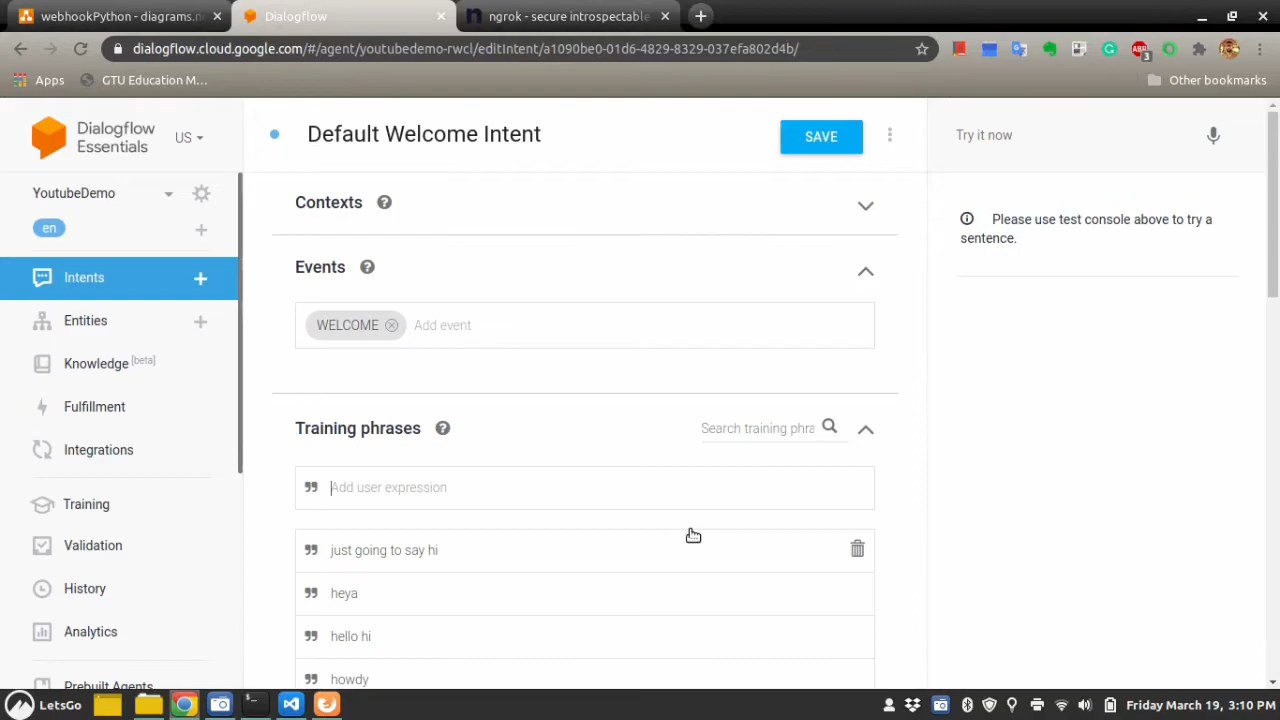 webhookPython - diagrams.n
Dialogflow
ngrok - secure introspectable
dialogflow.cloud.google.com/#/agent/youtubedemo-rwcl/editIntent/a1090be0-01d6-4829-8329-037efa802d4b/
ABP
3
Apps
GTU Education M...
Other bookmarks
Dialogflow
Essentials
US
Default Welcome Intent
SAVE
Try it now
YoutubeDemo
en
Contexts
Please use test console above to try a
sentence.
Intents
Events
Entities
WELCOME
Add event
Knowledge [beta]
Fulfillment
Training phrases
Search training phra
Integrations
Add user expression
Training
Validation
just going to say hi
History
heya
Analytics
hello hi
Prebuilt Agents
howdy
LetsGo
Friday March 19, 3:10 PM